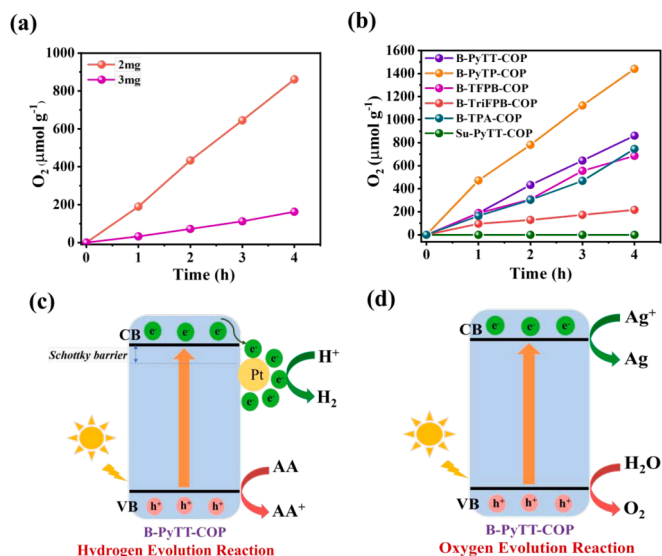 (a)
O₂ (μmol g⁻¹)
1000
800
600
400
200
0
2mg
3mg
0 1 2 3 4
Time (h)
(b)
O₂ (μmol g⁻¹)
1600
1400
1200
1000
800
600
400
200
0
B-PyTT-COP
B-PyTP-COP
B-TFPB-COP
B-TriFPB-COP
B-TPA-COP
Su-PyTT-COP
0 1 2 3 4
Time (h)
(c)
CB e⁻ e⁻ e⁻
Schottky barrier
e⁻
e⁻ Pt e⁻
e⁻ e⁻
e⁻
H⁺
H₂
AA
AA⁺
VB h⁺ h⁺ h⁺
B-PyTT-COP
Hydrogen Evolution Reaction
(d)
CB e⁻ e⁻ e⁻
Ag⁺
Ag
H₂O
O₂
VB h⁺ h⁺ h⁺
B-PyTT-COP
Oxygen Evolution Reaction